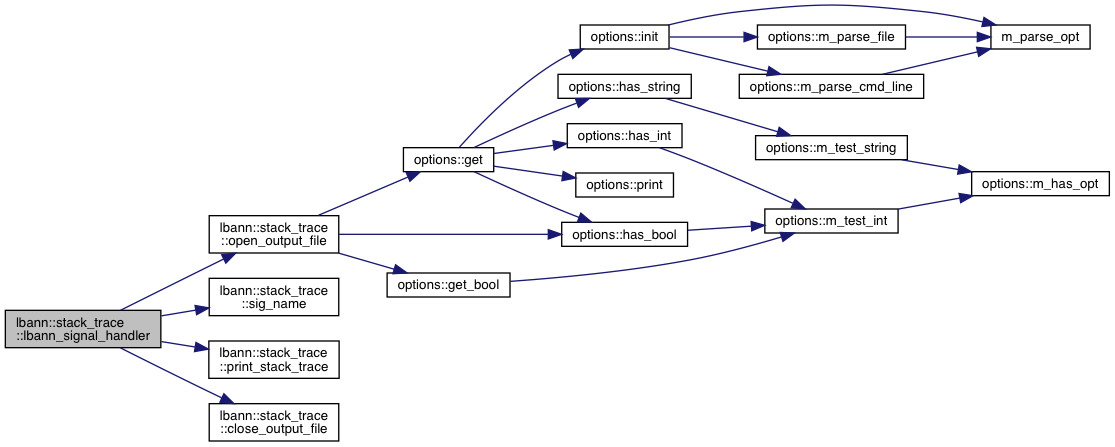 lbann::stack_trace
::lbann_signal_handler
lbann::stack_trace
::open_output_file
lbann::stack_trace
::sig_name
lbann::stack_trace
::print_stack_trace
lbann::stack_trace
::close_output_file
options::get
options::get_bool
options::init
options::has_string
options::has_int
options::print
options::has_bool
options::m_parse_file
options::m_parse_cmd_line
options::m_test_string
options::m_test_int
m_parse_opt
options::m_has_opt